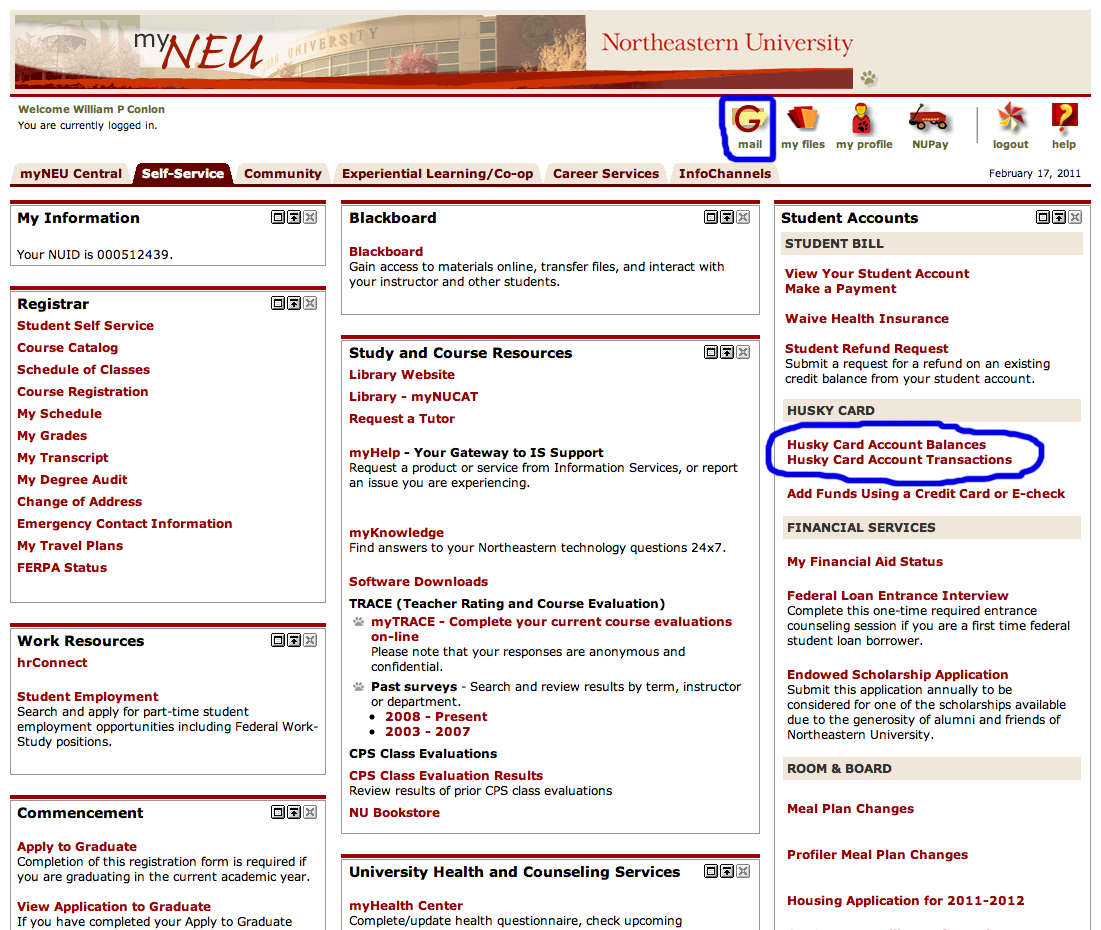 myNEU
UNIVERSITY
Northeastern University
Welcome William P Conlon
You are currently logged in.
G
mail
my files
my profile
NUPay
logout
?
help
myNEU Central
Self-Service
Community
Experiential Learning/Co-op
Career Services
InfoChannels
February 17, 2011
My Information
Your NUID is 000512439.
Registrar
Student Self Service
Course Catalog
Schedule of Classes
Course Registration
My Schedule
My Grades
My Transcript
My Degree Audit
Change of Address
Emergency Contact Information
My Travel Plans
FERPA Status
Work Resources
hrConnect
Student Employment
Search and apply for part-time student
employment opportunities including Federal Work-
Study positions.
Commencement
Apply to Graduate
Completion of this registration form is required if
you are graduating in the current academic year.
View Application to Graduate
If you have completed your Apply to Graduate
Blackboard
Blackboard
Gain access to materials online, transfer files, and interact with
your instructor and other students.
Study and Course Resources
Library Website
Library - myNUCAT
Request a Tutor
myHelp - Your Gateway to IS Support
Request a product or service from Information Services, or report
an issue you are experiencing.
myKnowledge
Find answers to your Northeastern technology questions 24x7.
Software Downloads
TRACE (Teacher Rating and Course Evaluation)
myTRACE - Complete your current course evaluations
on-line
Please note that your responses are anonymous and
confidential.
Past surveys - Search and review results by term, instructor
or department.
• 2008 - Present
• 2003 - 2007
CPS Class Evaluations
CPS Class Evaluation Results
Review results of prior CPS class evaluations
NU Bookstore
University Health and Counseling Services
myHealth Center
Complete/update health questionnaire, check upcoming
Student Accounts
STUDENT BILL
View Your Student Account
Make a Payment
Waive Health Insurance
Student Refund Request
Submit a request for a refund on an existing
credit balance from your student account.
HUSKY CARD
Husky Card Account Balances
Husky Card Account Transactions
Add Funds Using a Credit Card or E-check
FINANCIAL SERVICES
My Financial Aid Status
Federal Loan Entrance Interview
Complete this one-time required entrance
counseling session if you are a first time federal
student loan borrower.
Endowed Scholarship Application
Submit this application annually to be
considered for one of the scholarships available
due to the generosity of alumni and friends of
Northeastern University.
ROOM & BOARD
Meal Plan Changes
Profiler Meal Plan Changes
Housing Application for 2011-2012